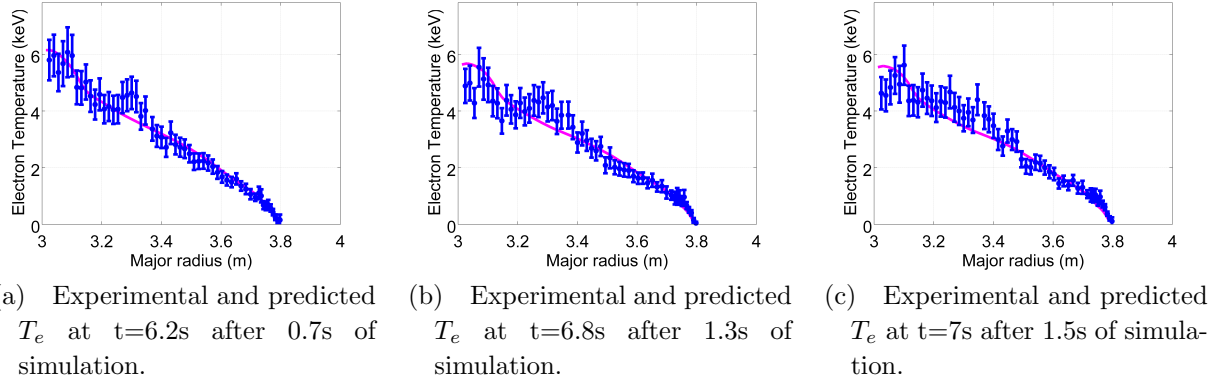 Electron Temperature (keV)
6
4
2
0
3
3.2
3.4
3.6
3.8
4
Major radius (m)
Electron Temperature (keV)
6
4
2
0
3
3.2
3.4
3.6
3.8
4
Major radius (m)
Electron Temperature (keV)
6
4
2
0
3
3.2
3.4
3.6
3.8
4
Major radius (m)
a) Experimental and predicted
Te at t=6.2s after 0.7s of
simulation.
(b) Experimental and predicted
Te at t=6.8s after 1.3s of
simulation.
(c) Experimental and predicted
Te at t=7s after 1.5s of simula-
tion.